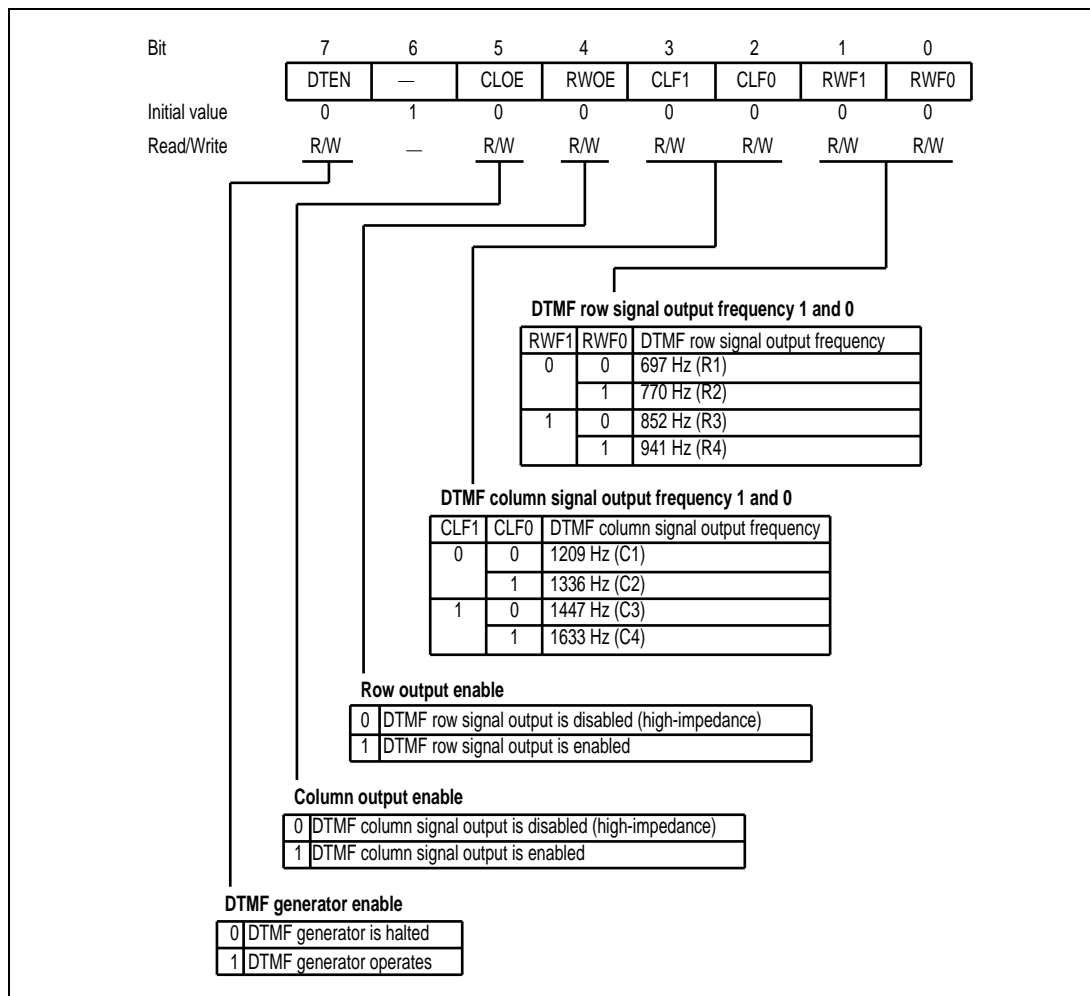 Bit 7 6 5 4 3 2 1 0
DTEN — CLOE RWOE CLF1 CLF0 RWF1 RWF0
Initial value 0 1 0 0 0 0 0 0
Read/Write R/W — R/W R/W R/W R/W R/W R/W
DTMF row signal output frequency 1 and 0
RWF1 RWF0 DTMF row signal output frequency
0 0 697 Hz (R1)
1 770 Hz (R2)
1 0 852 Hz (R3)
1 941 Hz (R4)
DTMF column signal output frequency 1 and 0
CLF1 CLF0 DTMF column signal output frequency
0 0 1209 Hz (C1)
1 1336 Hz (C2)
1 0 1447 Hz (C3)
1 1633 Hz (C4)
Row output enable
0 DTMF row signal output is disabled (high-impedance)
1 DTMF row signal output is enabled
Column output enable
0 DTMF column signal output is disabled (high-impedance)
1 DTMF column signal output is enabled
DTMF generator enable
0 DTMF generator is halted
1 DTMF generator operates